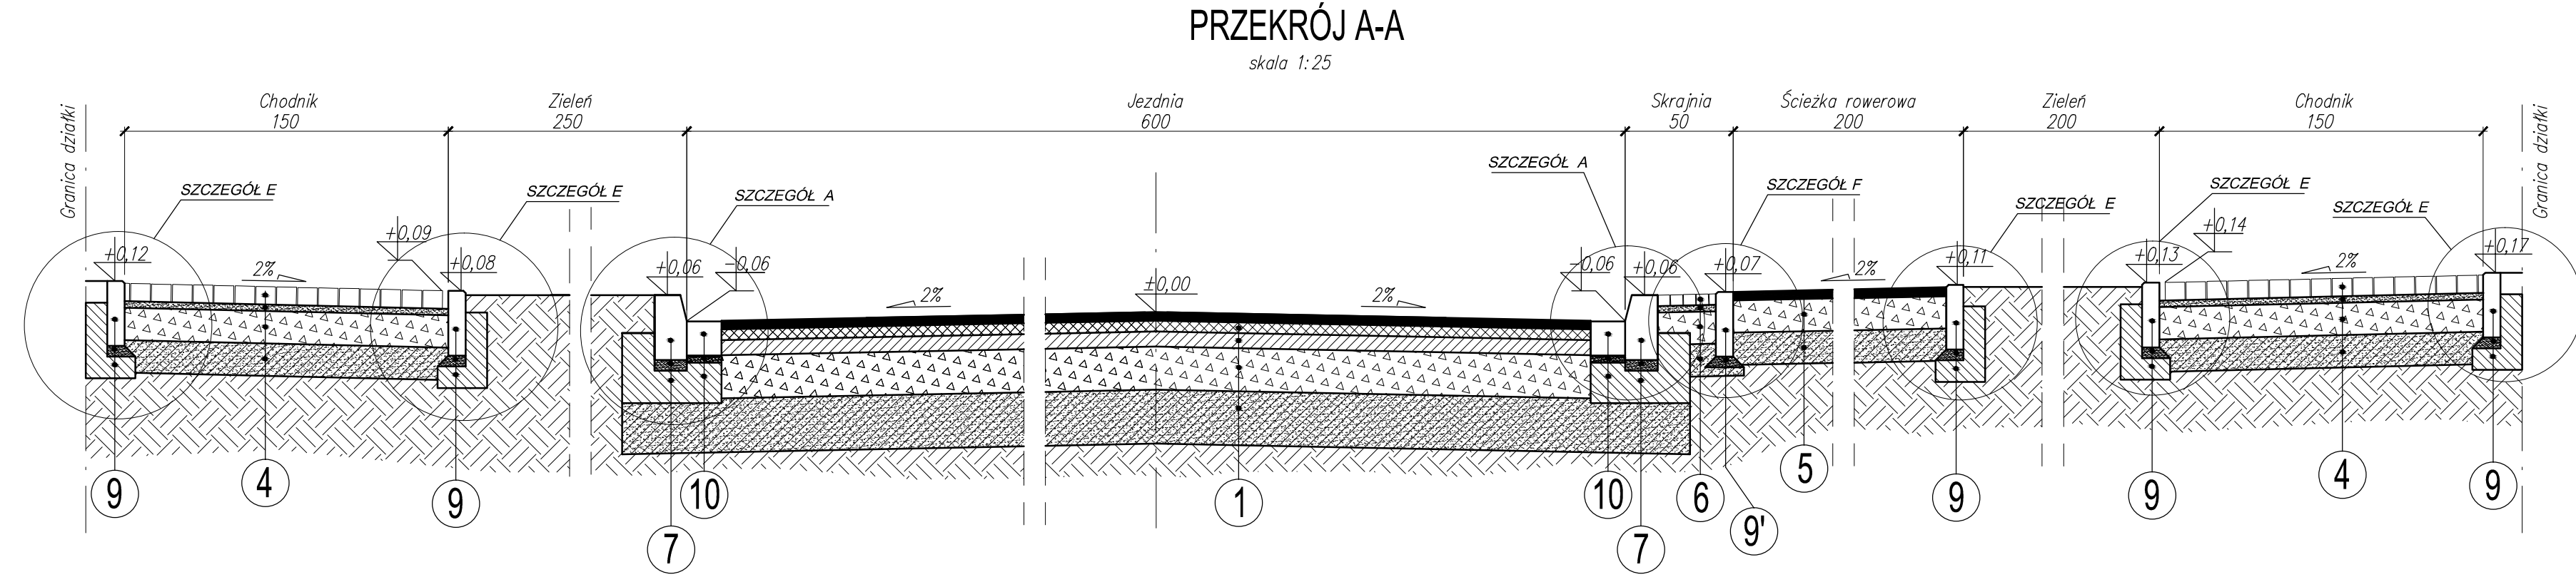 PRZEKRÓJ A-A
skala 1:25
Granica działki
Chodnik
150
Zieleń
250
Jezdnia
600
Skrajnia
50
Ścieżka rowerowa
200
Zieleń
200
Chodnik
150
Granica działki
SZCZEGÓŁ E
SZCZEGÓŁ E
SZCZEGÓŁ A
SZCZEGÓŁ A
SZCZEGÓŁ F
SZCZEGÓŁ E
SZCZEGÓŁ E
SZCZEGÓŁ E
+0,12
2%
+0,09
+0,08
+0,06
-0,06
2%
±0,00
2%
-0,06
+0,06
+0,07
2%
+0,11
+0,13
+0,14
2%
+0,17
9
4
9
7
10
1
10
7
6
9'
5
9
9
4
9